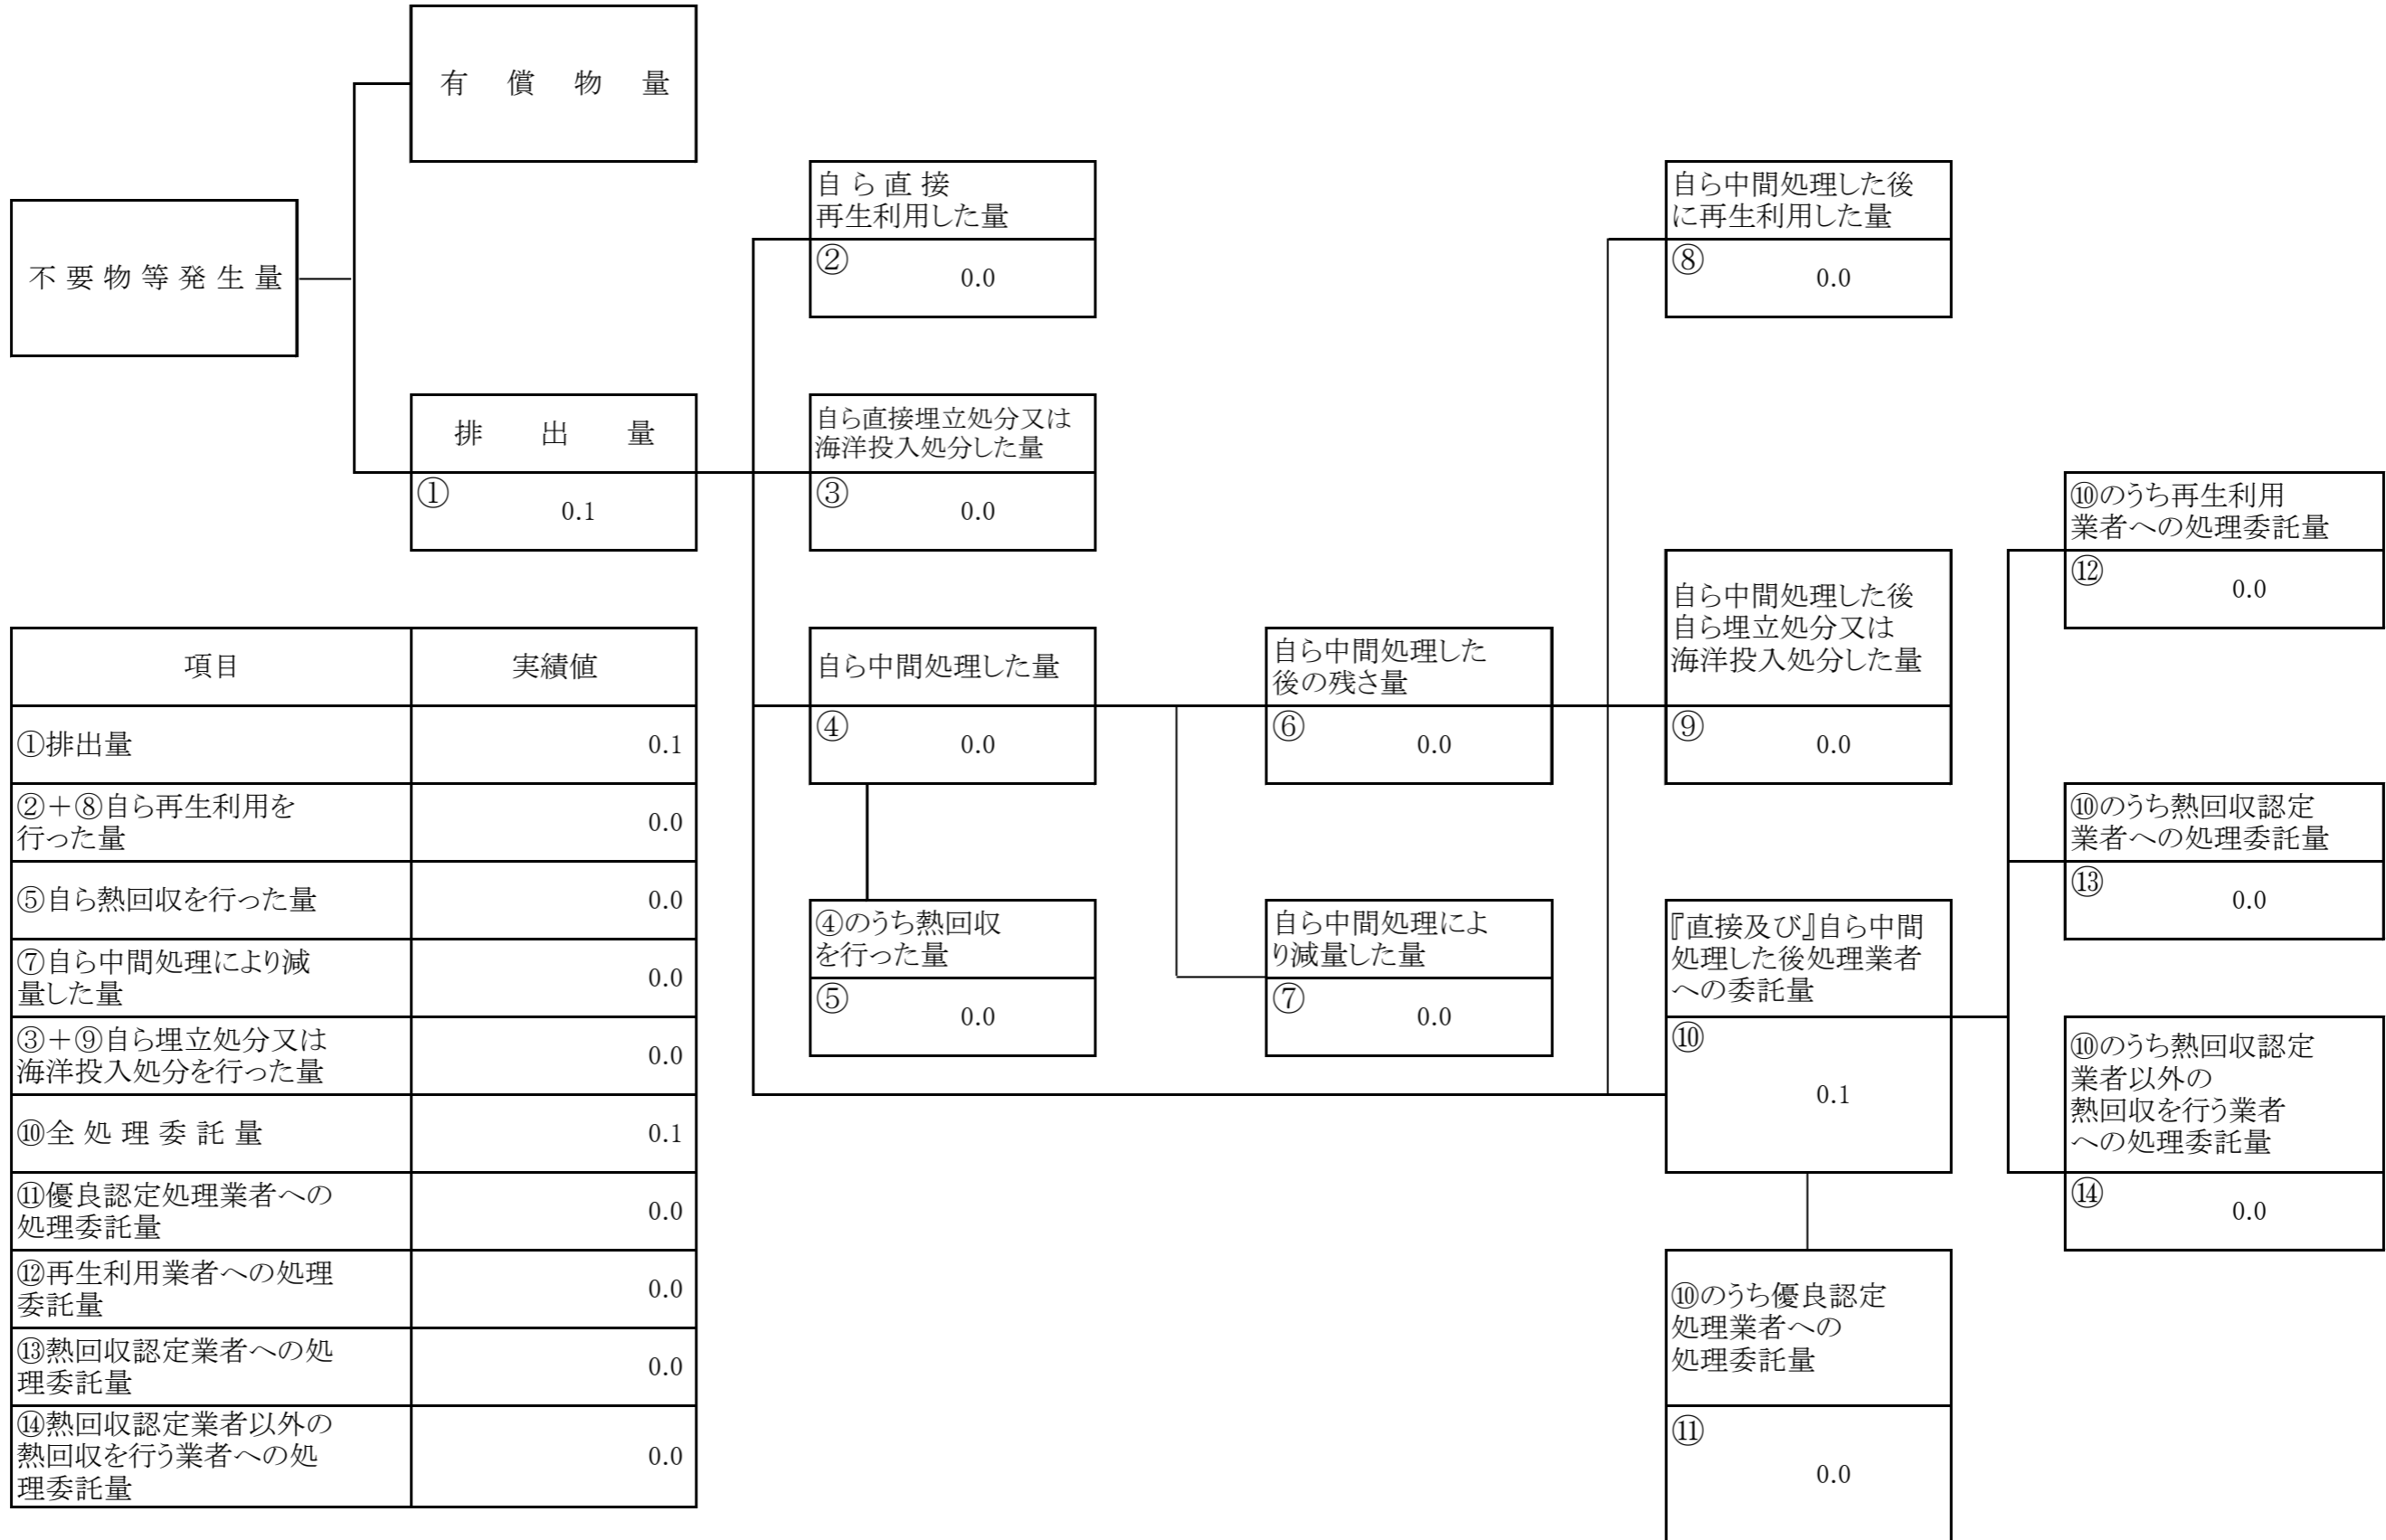 有償物量
不要物等発生量
排出量
①
0.1
自ら直接
再生利用した量
②
0.0
自ら直接埋立処分又は
海洋投入処分した量
③
0.0
自ら中間処理した量
④
0.0
④のうち熱回収
を行った量
⑤
0.0
自ら中間処理した
後の残さ量
⑥
0.0
自ら中間処理によ
り減量した量
⑦
0.0
自ら中間処理した後
に再生利用した量
⑧
0.0
自ら中間処理した後
自ら埋立処分又は
海洋投入処分した量
⑨
0.0
『直接及び』自ら中間
処理した後処理業者
への委託量
⑩
0.1
⑩のうち優良認定
処理業者への
処理委託量
⑪
0.0
⑩のうち再生利用
業者への処理委託量
⑫
0.0
⑩のうち熱回収認定
業者への処理委託量
⑬
0.0
⑩のうち熱回収認定
業者以外の
熱回収を行う業者
への処理委託量
⑭
0.0
項目 実績値
①排出量 0.1
②+⑧自ら再生利用を
行った量 0.0
⑤自ら熱回収を行った量 0.0
⑦自ら中間処理により減
量した量 0.0
③+⑨自ら埋立処分又は
海洋投入処分を行った量 0.0
⑩全処理委託量 0.1
⑪優良認定処理業者への
処理委託量 0.0
⑫再生利用業者への処理
委託量 0.0
⑬熱回収認定業者への処
理委託量 0.0
⑭熱回収認定業者以外の
熱回収を行う業者への処
理委託量 0.0